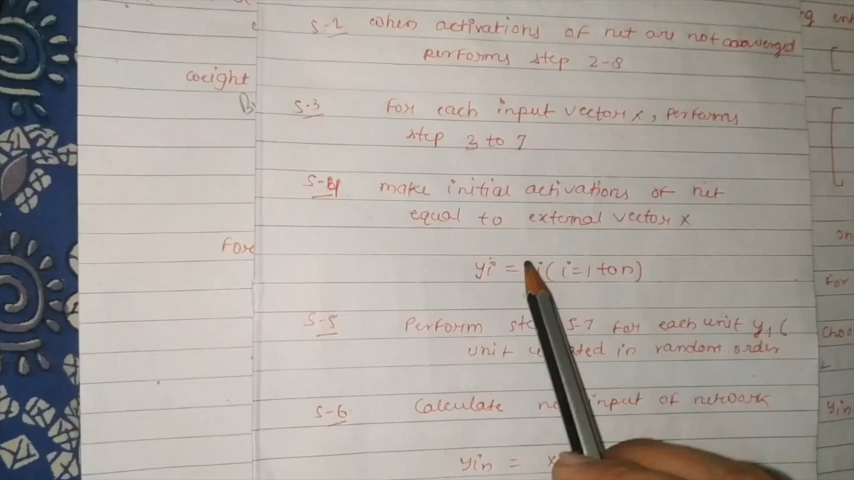 S-2 when activations of net are not converged
performs step 2-8
weight
S-3 for each input vector x, performs
step 3 to 7
S-4 make initial activations of net
equal to external vector x
For
yi = i (i=1 to n)
S-5 Perform S-7 for each unit y1 (
unit in random order
S-6 Calculate input of network
yin = x
yin